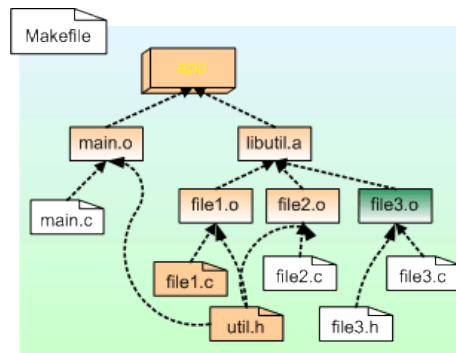 Makefile
app
main.o
libutil.a
main.c
file1.o
file2.o
file3.o
file1.c
file2.c
file3.c
util.h
file3.h